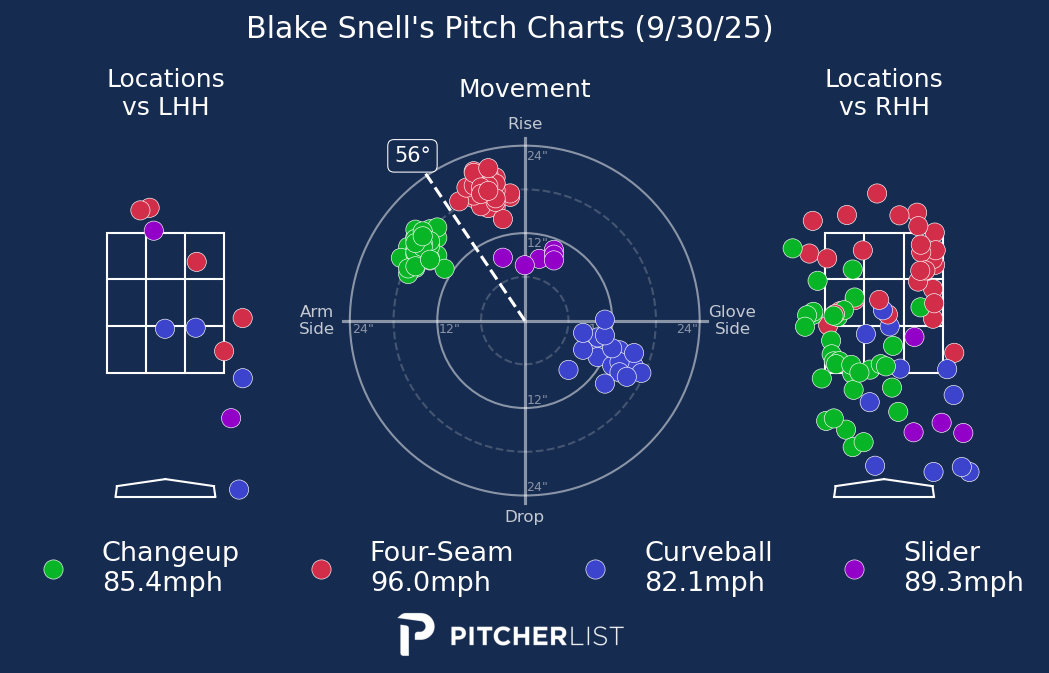 Blake Snell's Pitch Charts (9/30/25)
Locations
vs LHH
Movement
Locations
vs RHH
Rise
56°
24"
12"
Arm
Side
24"
12"
24"
Glove
Side
12"
24"
Drop
Changeup
85.4mph
Four-Seam
96.0mph
Curveball
82.1mph
Slider
89.3mph
PITCHERLIST